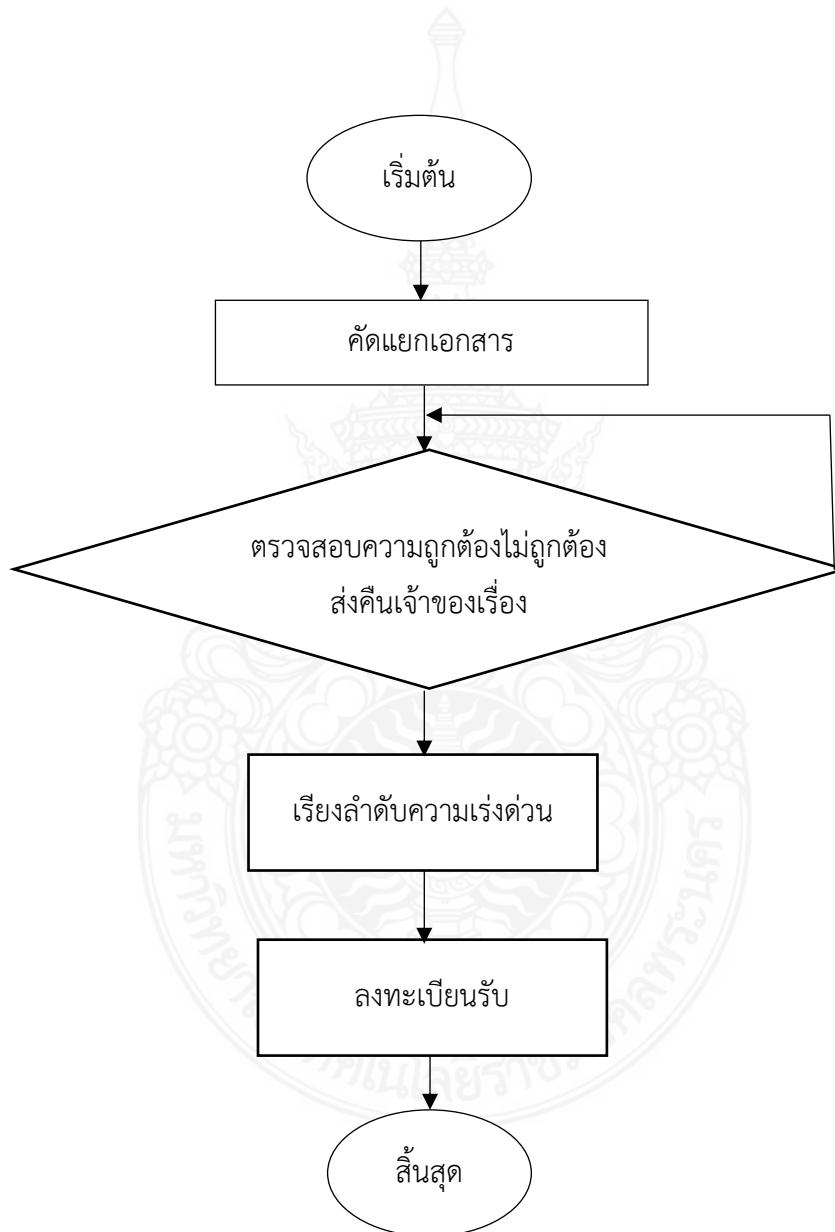 เริ่มต้น
คัดแยกเอกสาร
ตรวจสอบความถูกต้องไม่ถูกต้อง
ส่งคืนเจ้าของเรื่อง
เรียงลำดับความเร่งด่วน
ลงทะเบียนรับ
สิ้นสุด